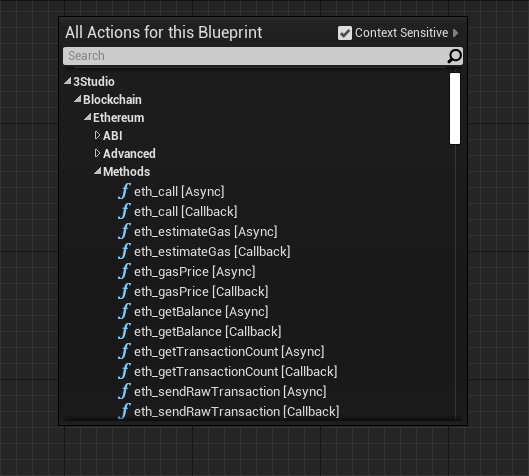 All Actions for this Blueprint
Context Sensitive
Search
3Studio
Blockchain
Ethereum
ABI
Advanced
Methods
eth_call [Async]
eth_call [Callback]
eth_estimateGas [Async]
eth_estimateGas [Callback]
eth_gasPrice [Async]
eth_gasPrice [Callback]
eth_getBalance [Async]
eth_getBalance [Callback]
eth_getTransactionCount [Async]
eth_getTransactionCount [Callback]
eth_sendRawTransaction [Async]
eth_sendRawTransaction [Callback]